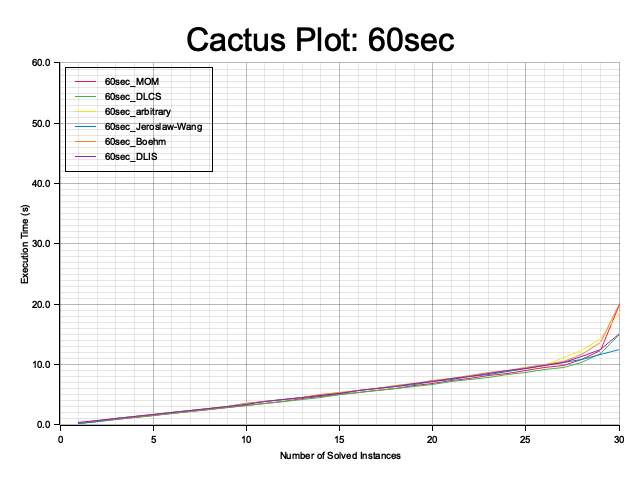 Cactus Plot: 60sec
60.0
60sec_MOM
60sec_DLCS
60sec_arbitrary
60sec_Jeroslaw-Wang
60sec_Boehm
60sec_DLIS
50.0
40.0
30.0
20.0
10.0
0.0
Execution Time (s)
0 5 10 15 20 25 30
Number of Solved Instances